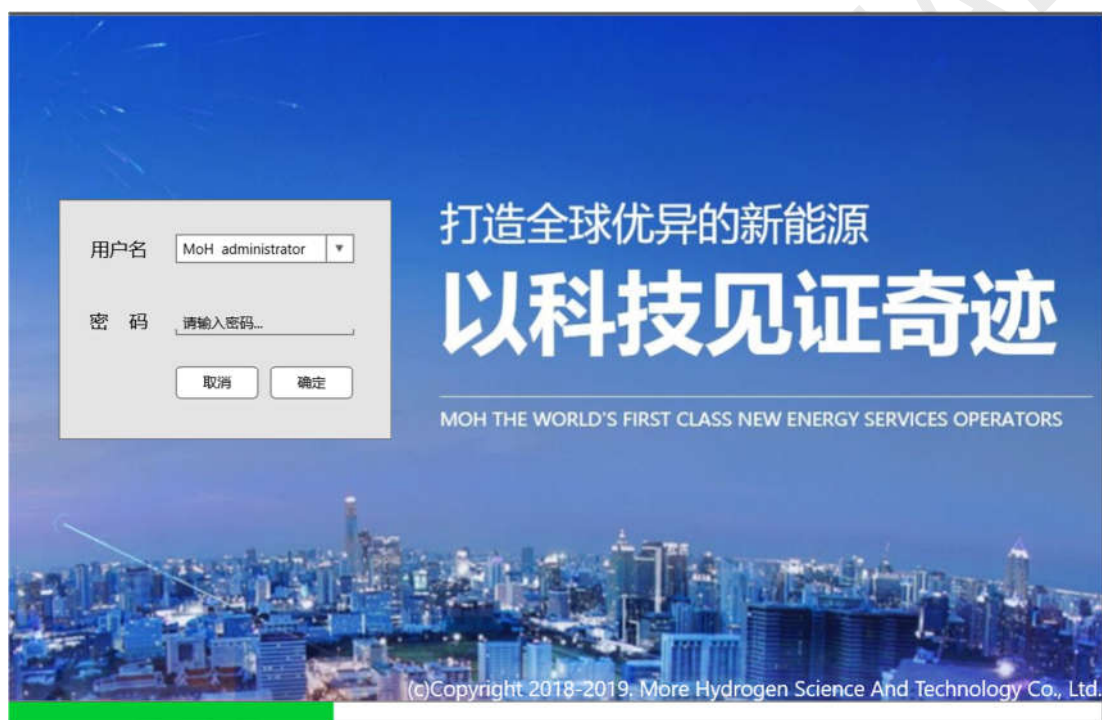 打造全球优异的新能源
用户名 MoH administrator
以科技见证奇迹
密 码 请输入密码...
取消 确定
MOH THE WORLD'S FIRST CLASS NEW ENERGY SERVICES OPERATORS
(c)Copyright 2018-2019. More Hydrogen Science And Technology Co., Ltd.